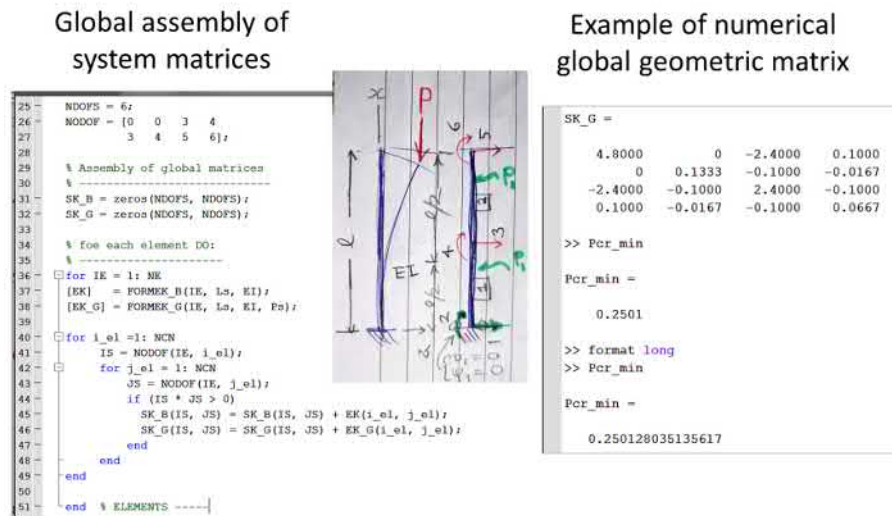 Global assembly of
system matrices
Example of numerical
global geometric matrix
25 - NDOFS = 6;
26 - NODOF = [0 0 3 4
27 3 4 5 6];
28
29 % Assembly of global matrices
30 % -----------------------------
31 - SK_B = zeros(NDOFS, NDOFS);
32 - SK_G = zeros(NDOFS, NDOFS);
33
34 % foe each element DO:
35 % ----------------------
36 - for IE = 1: NE
37 - [EK] = FORMEK_B(IE, Ls, EI);
38 - [EK_G] = FORMEK_G(IE, Ls, EI, Ps);
39
40 - for i_el =1: NCN
41 - IS = NODOF(IE, i_el);
42 - for j_el = 1: NCN
43 - JS = NODOF(IE, j_el);
44 - if (IS * JS > 0)
45 - SK_B(IS, JS) = SK_B(IS, JS) + EK(i_el, j_el);
46 - SK_G(IS, JS) = SK_G(IS, JS) + EK_G(i_el, j_el);
47 - end
48 - end
49 - end
50
51 - end % ELEMENTS -----
x
P
l
EI
l/2
l/2
6
5
2
3
4
1
2
SK_G =
4.8000 0 -2.4000 0.1000
0 0.1333 -0.1000 -0.0167
-2.4000 -0.1000 2.4000 -0.1000
0.1000 -0.0167 -0.1000 0.0667
>> Pcr_min
Pcr_min =
0.2501
>> format long
>> Pcr_min
Pcr_min =
0.250128035135617